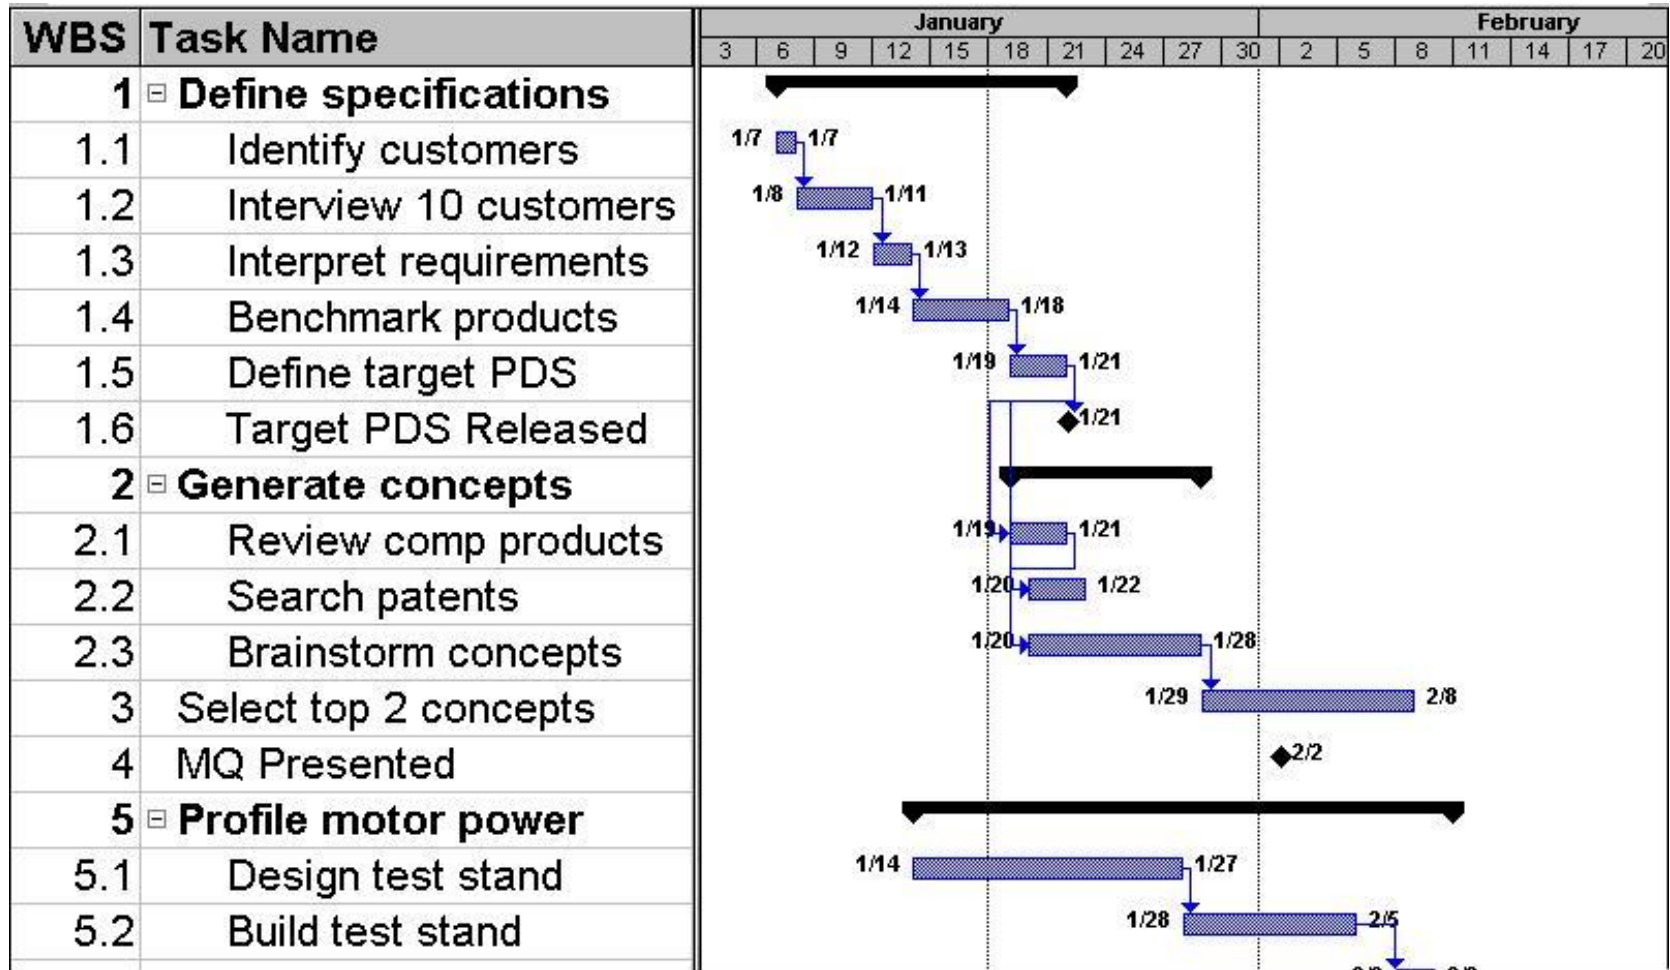 WBS Task Name January February
3 6 9 12 15 18 21 24 27 30 2 5 8 11 14 17 20
1 Define specifications
1.1 Identify customers 1/7 1/7
1.2 Interview 10 customers 1/8 1/11
1.3 Interpret requirements 1/12 1/13
1.4 Benchmark products 1/14 1/18
1.5 Define target PDS 1/19 1/21
1.6 Target PDS Released 1/21
2 Generate concepts
2.1 Review comp products 1/19 1/21
2.2 Search patents 1/20 1/22
2.3 Brainstorm concepts 1/20 1/28
3 Select top 2 concepts 1/29 2/8
4 MQ Presented 2/2
5 Profile motor power
5.1 Design test stand 1/14 1/27
5.2 Build test stand 1/28 2/5